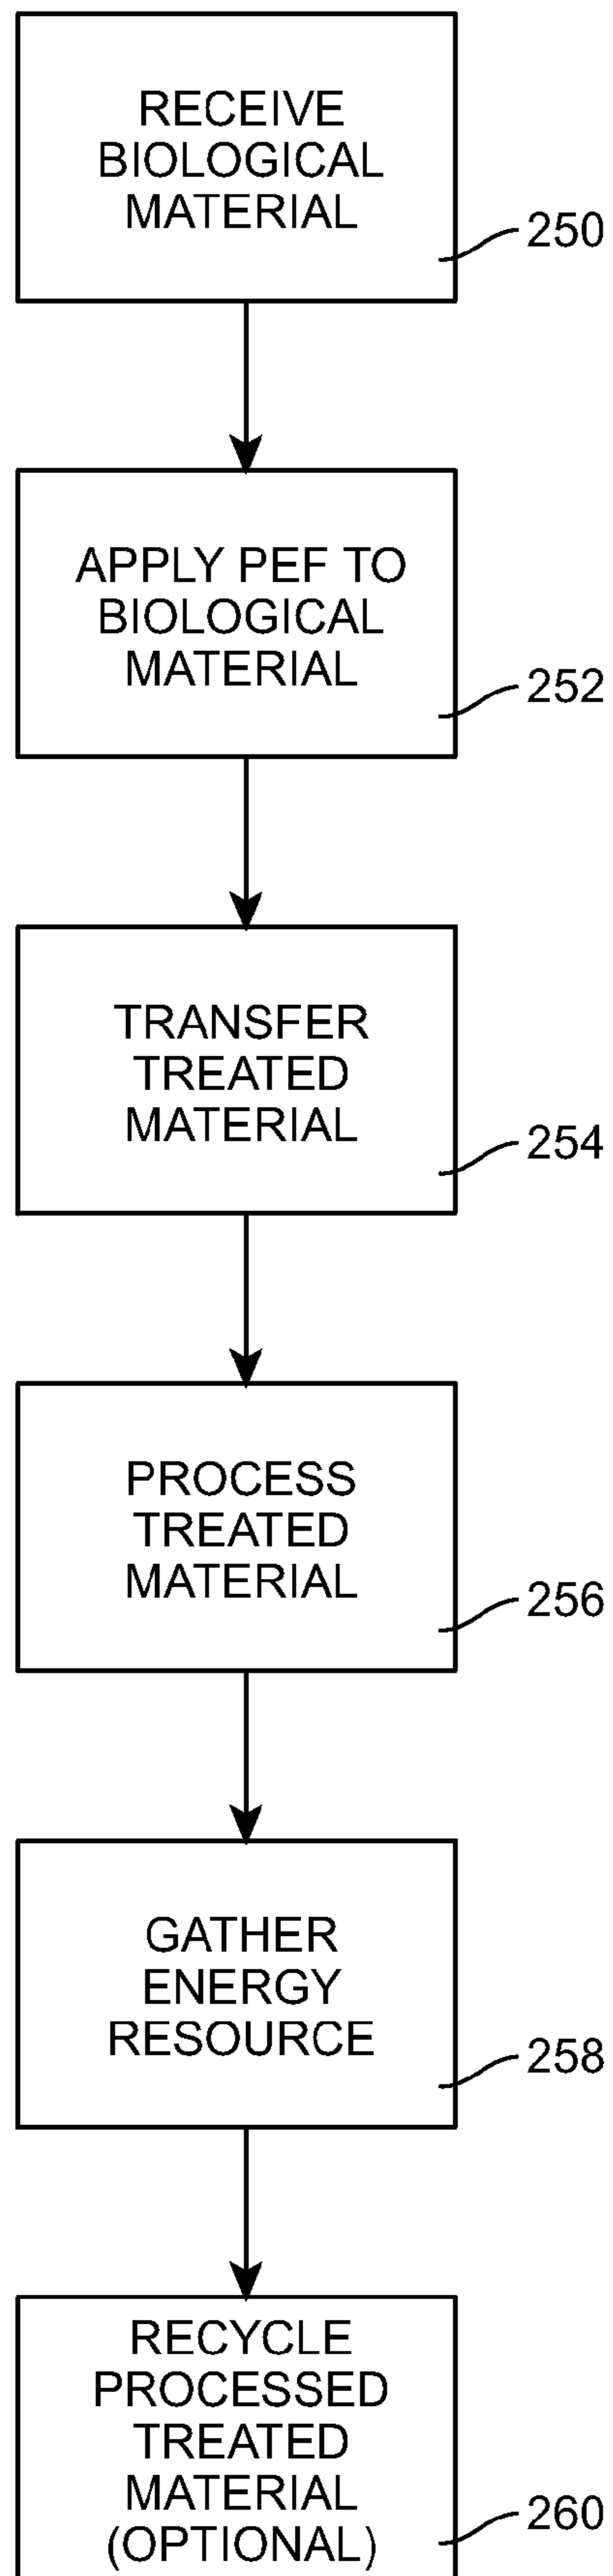 RECEIVE
BIOLOGICAL
MATERIAL
250
APPLY PEF TO
BIOLOGICAL
MATERIAL
252
TRANSFER
TREATED
MATERIAL
254
PROCESS
TREATED
MATERIAL
256
GATHER
ENERGY
RESOURCE
258
RECYCLE
PROCESSED
TREATED
MATERIAL
(OPTIONAL)
260